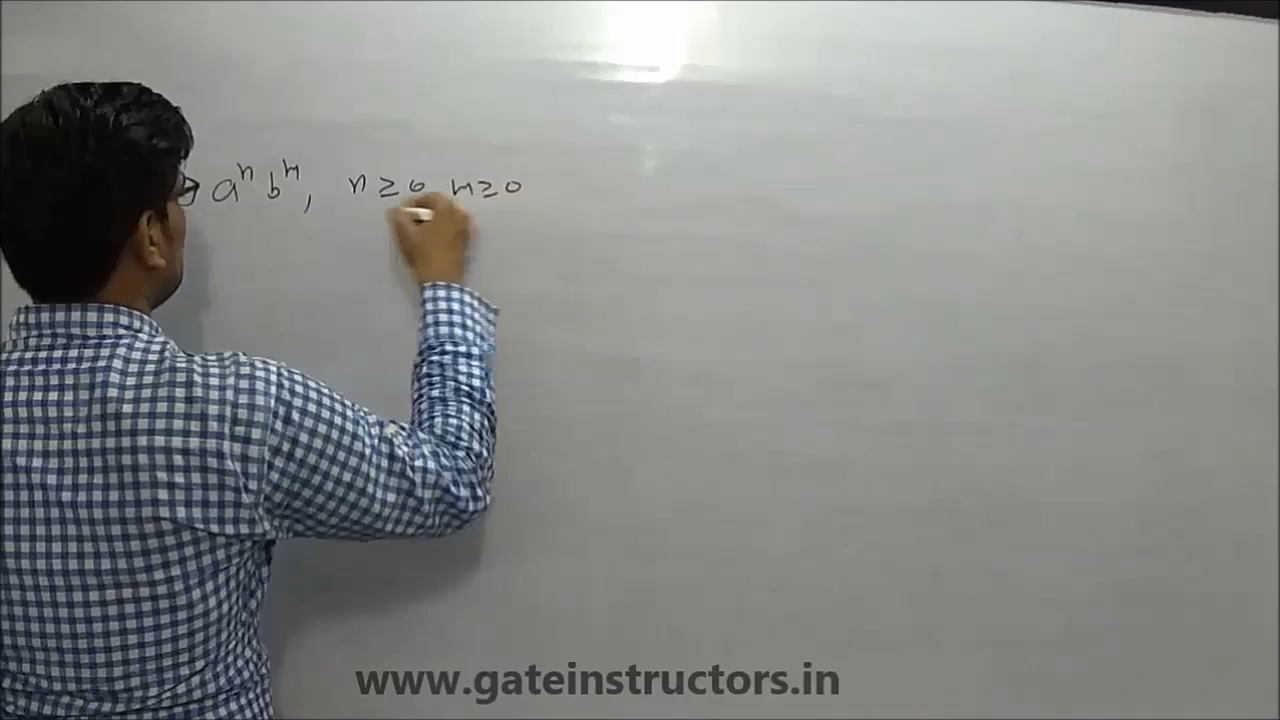 → aⁿ bᵐ, n ≥ 0 m ≥ 0
www.gateinstructors.in